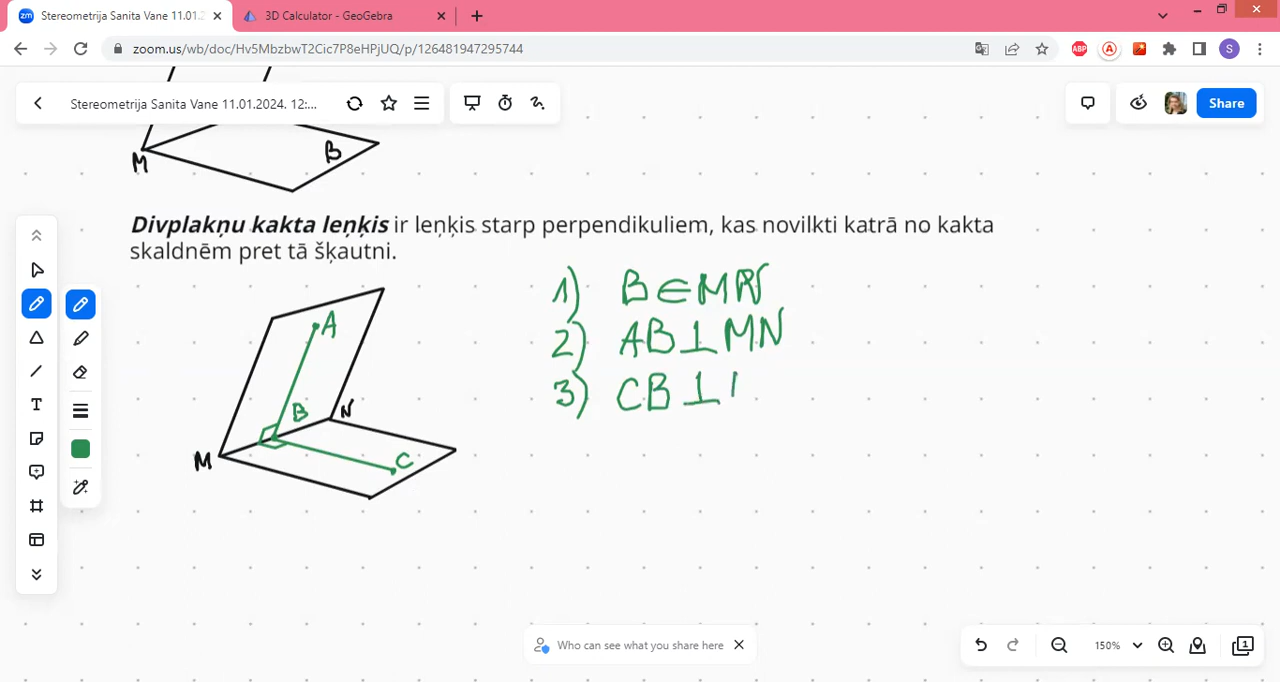 Stereometrija Sanita Vane 11.01.2
3D Calculator - GeoGebra
zoom.us/wb/doc/Hv5MbzbwT2Cic7P8eHPjUQ/p/126481947295744
ABP
A
S
Stereometrija Sanita Vane 11.01.2024. 12:...
Share
M
B
Divplakņu kakta leņķis ir leņķis starp perpendikuliem, kas novilkti katrā no kakta
skaldnēm pret tā šķautni.
1) B∈MN
A
2) AB⊥MN
3) CB⊥
B
N
M
C
T
Who can see what you share here
150%
1